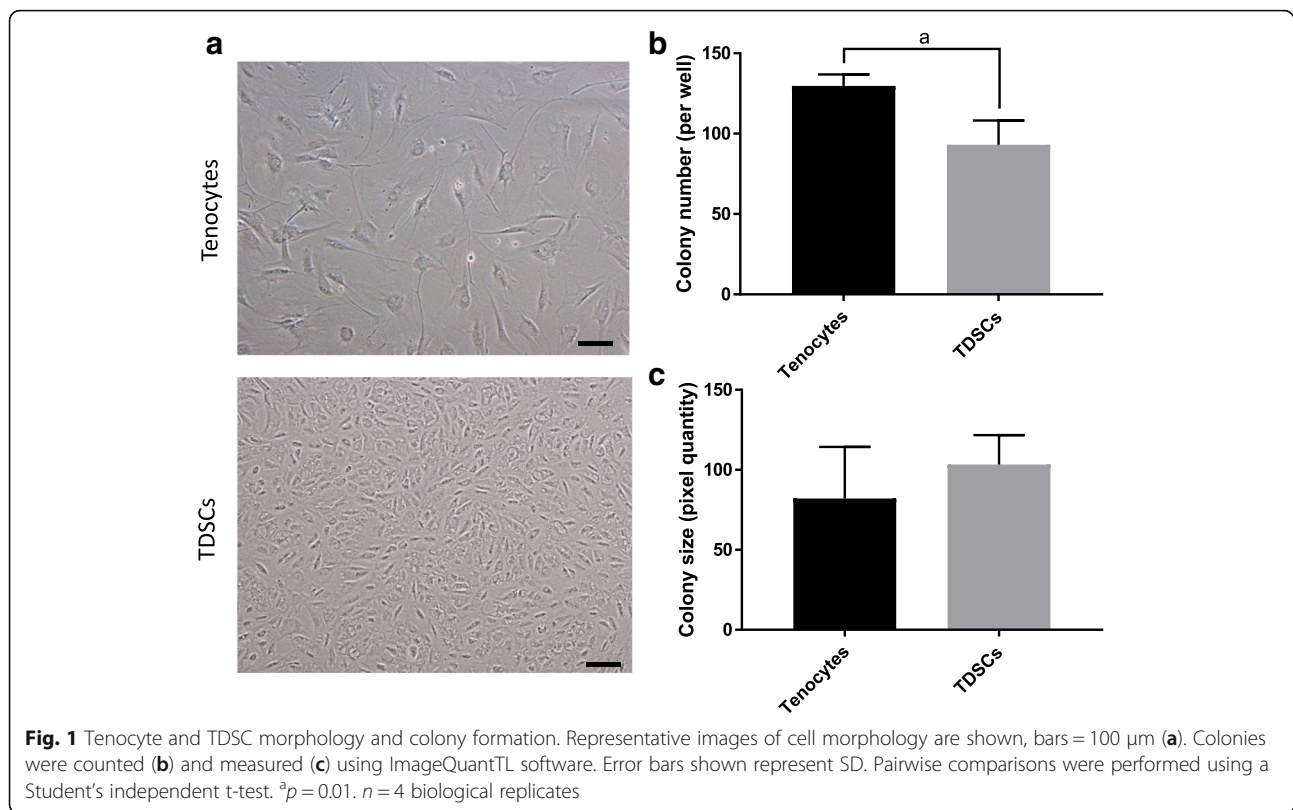 a
Tenocytes
TDSCs
b
a
Colony number (per well)
150
100
50
0
Tenocytes
TDSCs
c
Colony size (pixel quantity)
150
100
50
0
Tenocytes
TDSCs
Fig. 1 Tenocyte and TDSC morphology and colony formation. Representative images of cell morphology are shown, bars = 100 μm (a). Colonies
were counted (b) and measured (c) using ImageQuantTL software. Error bars shown represent SD. Pairwise comparisons were performed using a
Student's independent t-test. ᵃp = 0.01. n = 4 biological replicates